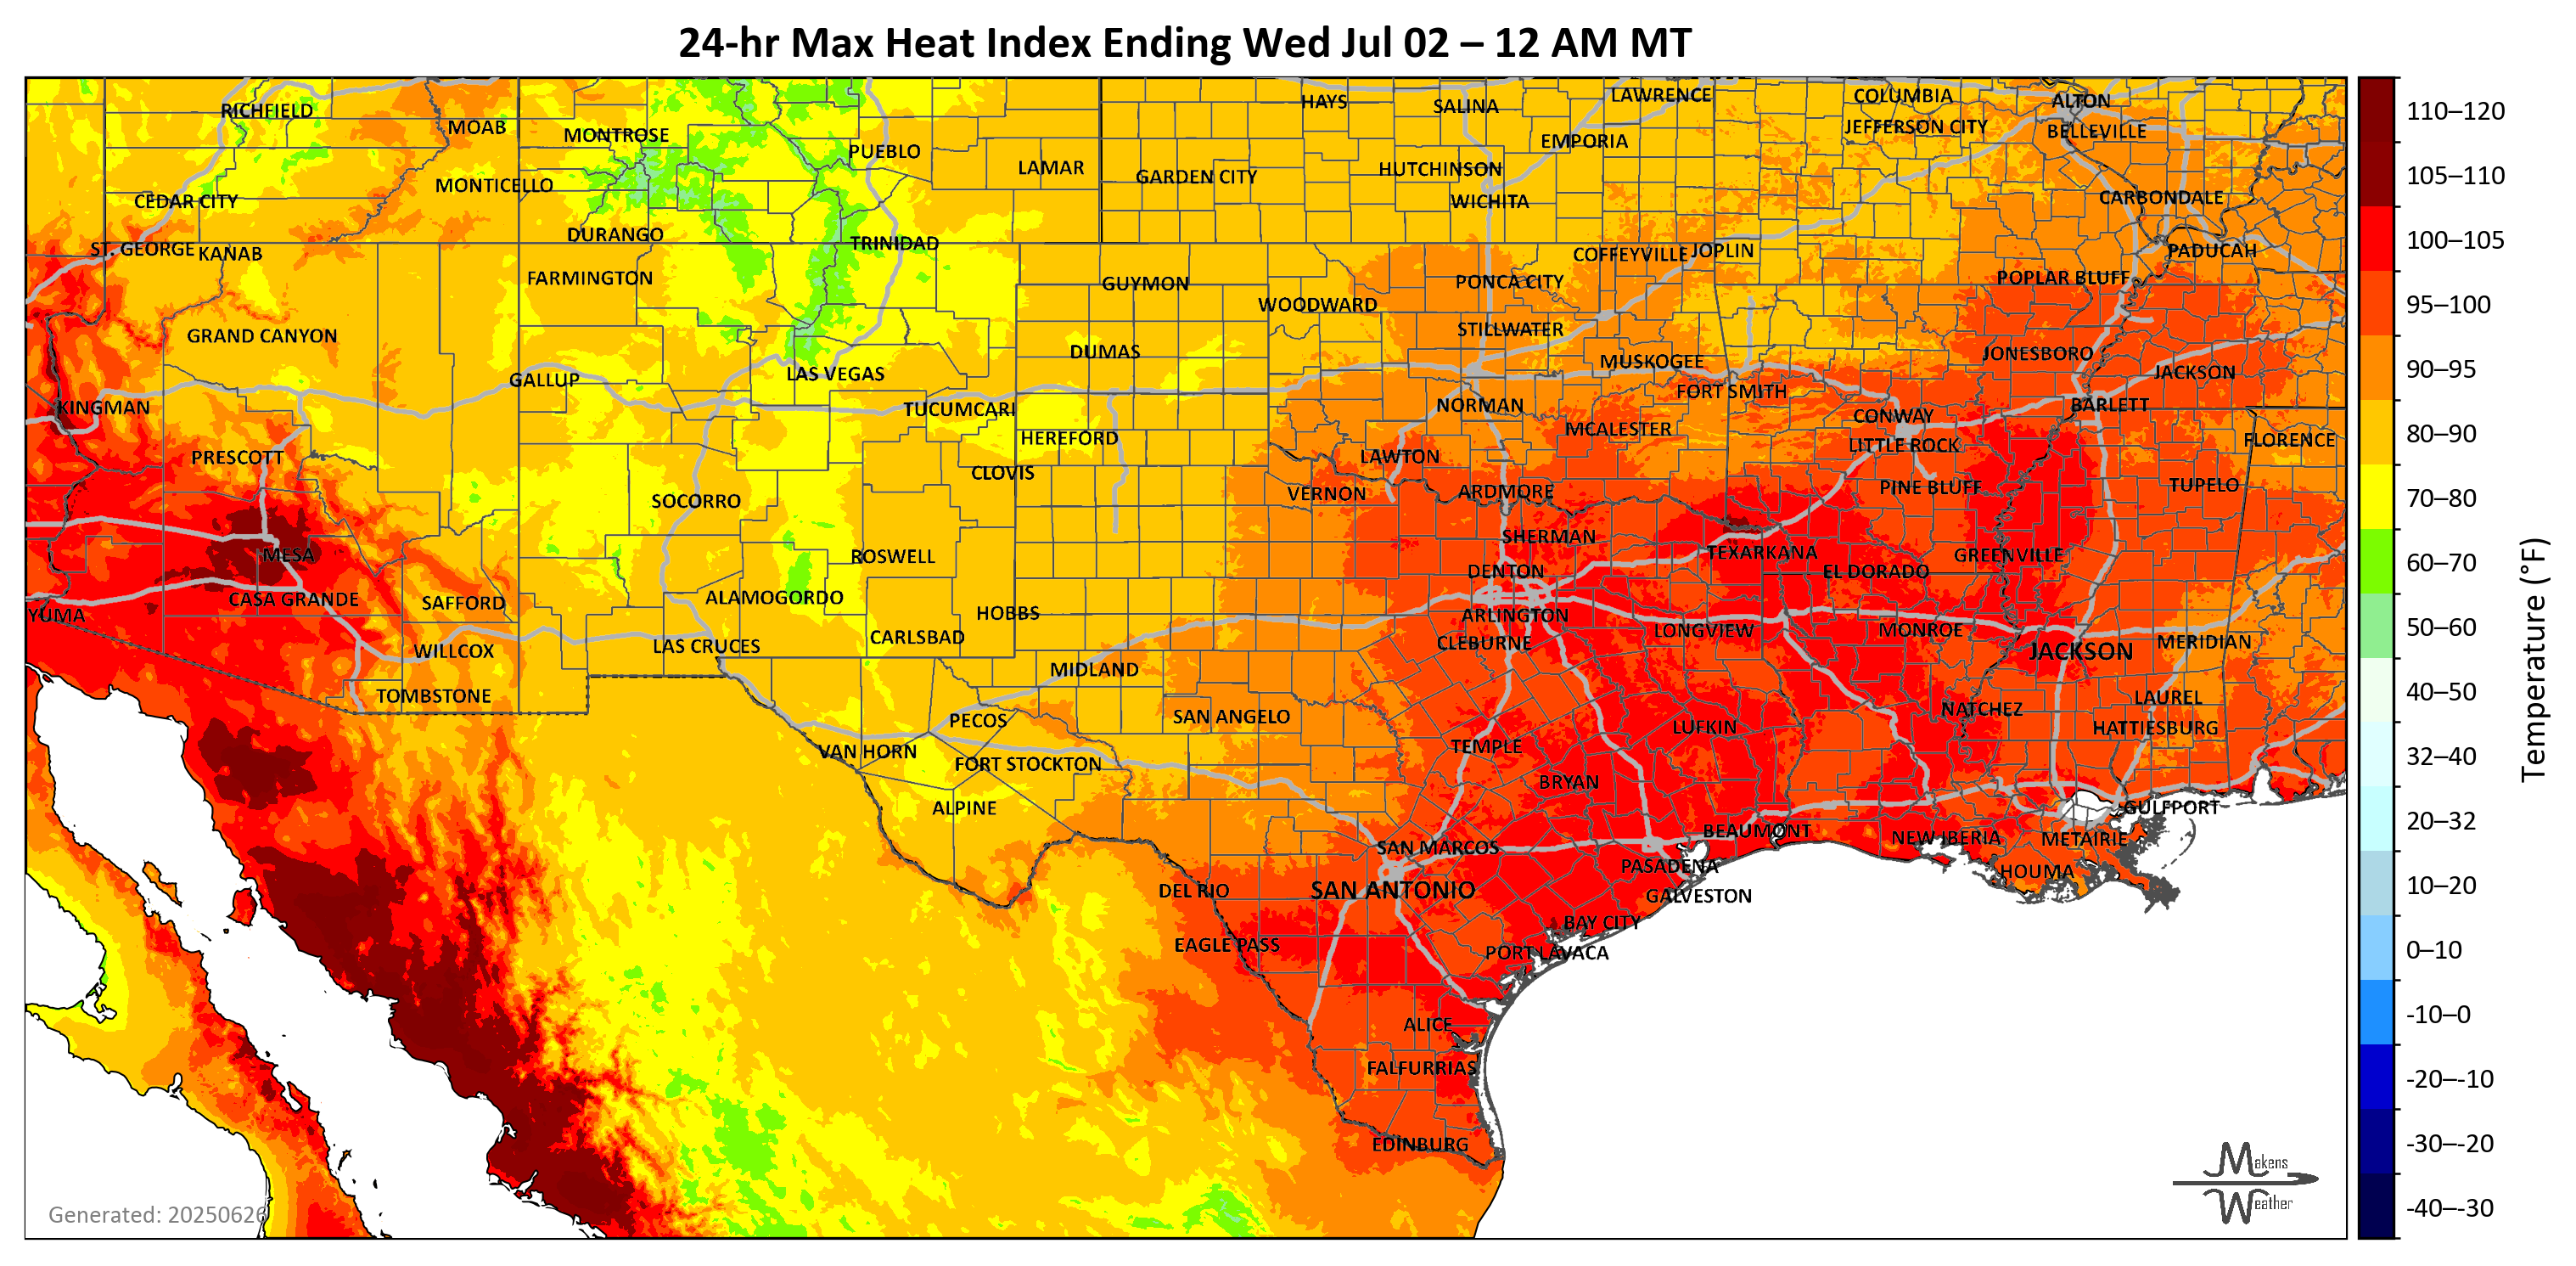 24-hr Max Heat Index Ending Wed Jul 02 – 12 AM MT
RICHFIELD
MOAB
MONTROSE
PUEBLO
LAMAR
HAYS
SALINA
LAWRENCE
COLUMBIA
ALTON
JEFFERSON CITY
BELLEVILLE
EMPORIA
HUTCHINSON
GARDEN CITY
WICHITA
MONTICELLO
CEDAR CITY
CARBONDALE
DURANGO
TRINIDAD
ST. GEORGE
KANAB
COFFEYVILLE
JOPLIN
PADUCAH
FARMINGTON
GUYMON
PONCA CITY
POPLAR BLUFF
WOODWARD
GRAND CANYON
STILLWATER
DUMAS
MUSKOGEE
JONESBORO
GALLUP
LAS VEGAS
FORT SMITH
JACKSON
KINGMAN
TUCUMCARI
NORMAN
CONWAY
BARLETT
HEREFORD
MCALESTER
LITTLE ROCK
FLORENCE
PRESCOTT
LAWTON
CLOVIS
SOCORRO
VERNON
ARDMORE
PINE BLUFF
TUPELO
SHERMAN
MESA
ROSWELL
TEXARKANA
GREENVILLE
DENTON
EL DORADO
CASA GRANDE
SAFFORD
ALAMOGORDO
HOBBS
YUMA
ARLINGTON
LAS CRUCES
CARLSBAD
CLEBURNE
LONGVIEW
MONROE
WILLCOX
JACKSON
MERIDIAN
MIDLAND
TOMBSTONE
LAUREL
PECOS
SAN ANGELO
NATCHEZ
LUFKIN
HATTIESBURG
VAN HORN
TEMPLE
FORT STOCKTON
BRYAN
ALPINE
GULFPORT
BEAUMONT
NEW IBERIA
METAIRIE
SAN MARCOS
PASADENA
HOUMA
DEL RIO
SAN ANTONIO
GALVESTON
BAY CITY
EAGLE PASS
PORT LAVACA
ALICE
FALFURRIAS
EDINBURG
Generated: 20250626
Makens
Weather
110–120
105–110
100–105
95–100
90–95
80–90
70–80
60–70
50–60
40–50
32–40
20–32
10–20
0–10
-10–0
-20–-10
-30–-20
-40–-30
Temperature (°F)